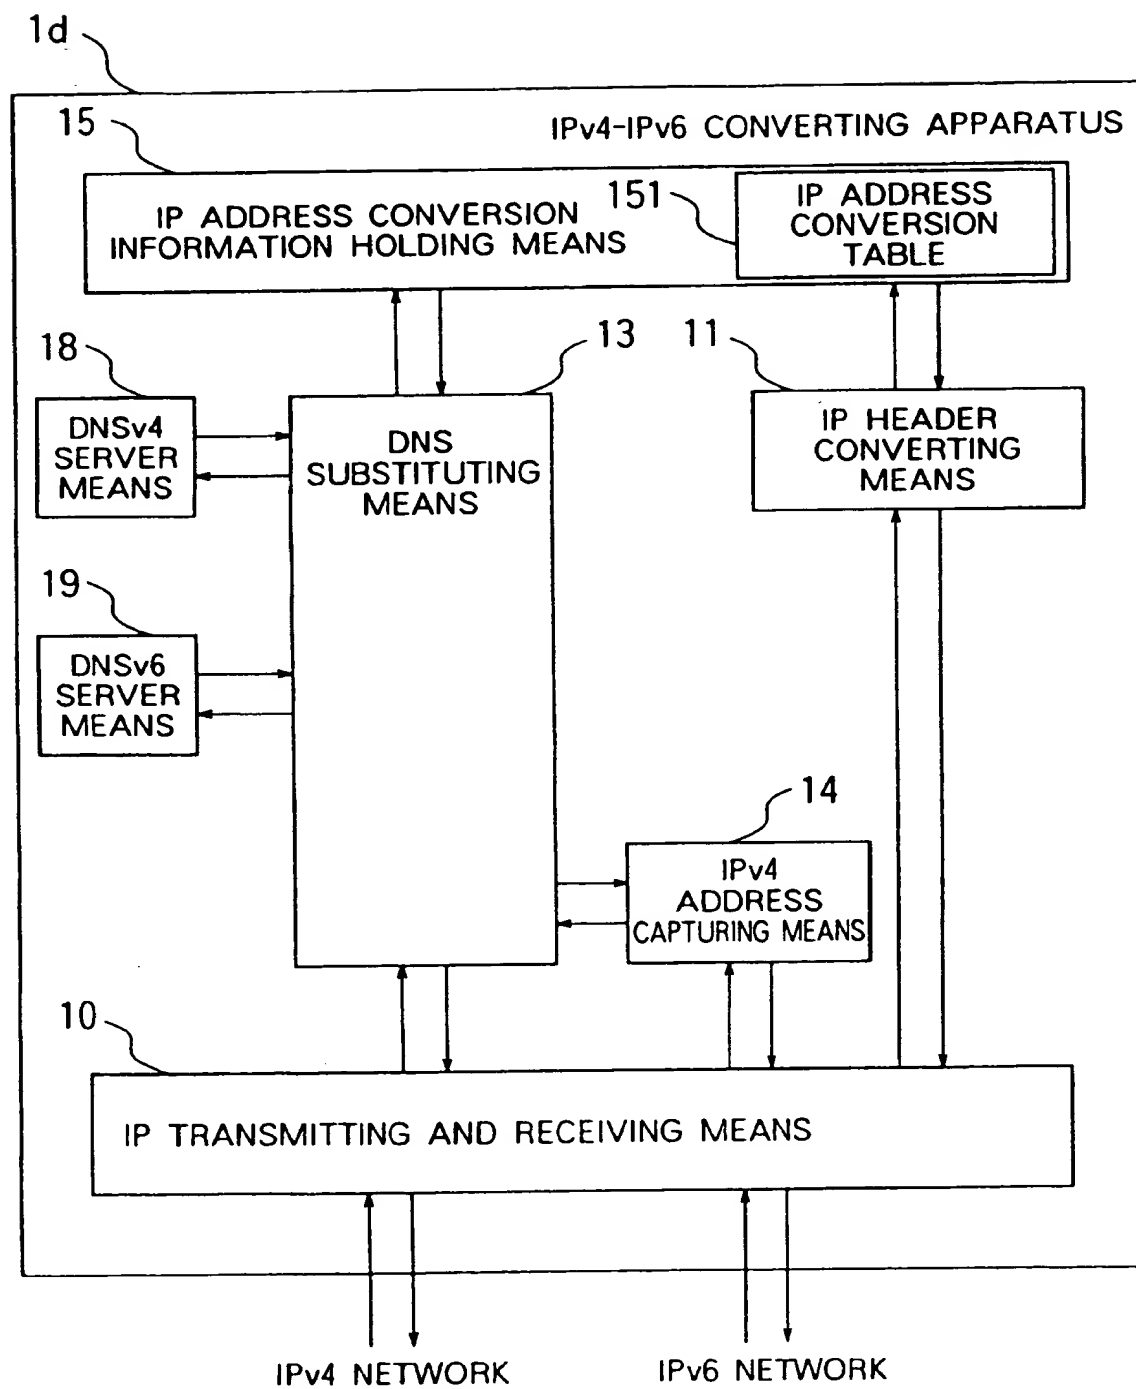 1d
IPv4-IPv6 CONVERTING APPARATUS
15
IP ADDRESS CONVERSION
INFORMATION HOLDING MEANS
151
IP ADDRESS
CONVERSION
TABLE
18
13
11
DNSv4
SERVER
MEANS
DNS
SUBSTITUTING
MEANS
IP HEADER
CONVERTING
MEANS
19
DNSv6
SERVER
MEANS
14
IPv4
ADDRESS
CAPTURING MEANS
10
IP TRANSMITTING AND RECEIVING MEANS
IPv4 NETWORK
IPv6 NETWORK